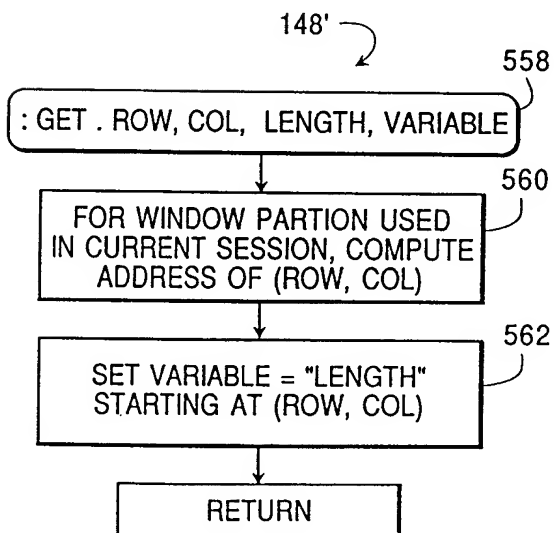 148'
558
: GET . ROW, COL, LENGTH, VARIABLE
560
FOR WINDOW PARTION USED
IN CURRENT SESSION, COMPUTE
ADDRESS OF (ROW, COL)
562
SET VARIABLE = "LENGTH"
STARTING AT (ROW, COL)
RETURN